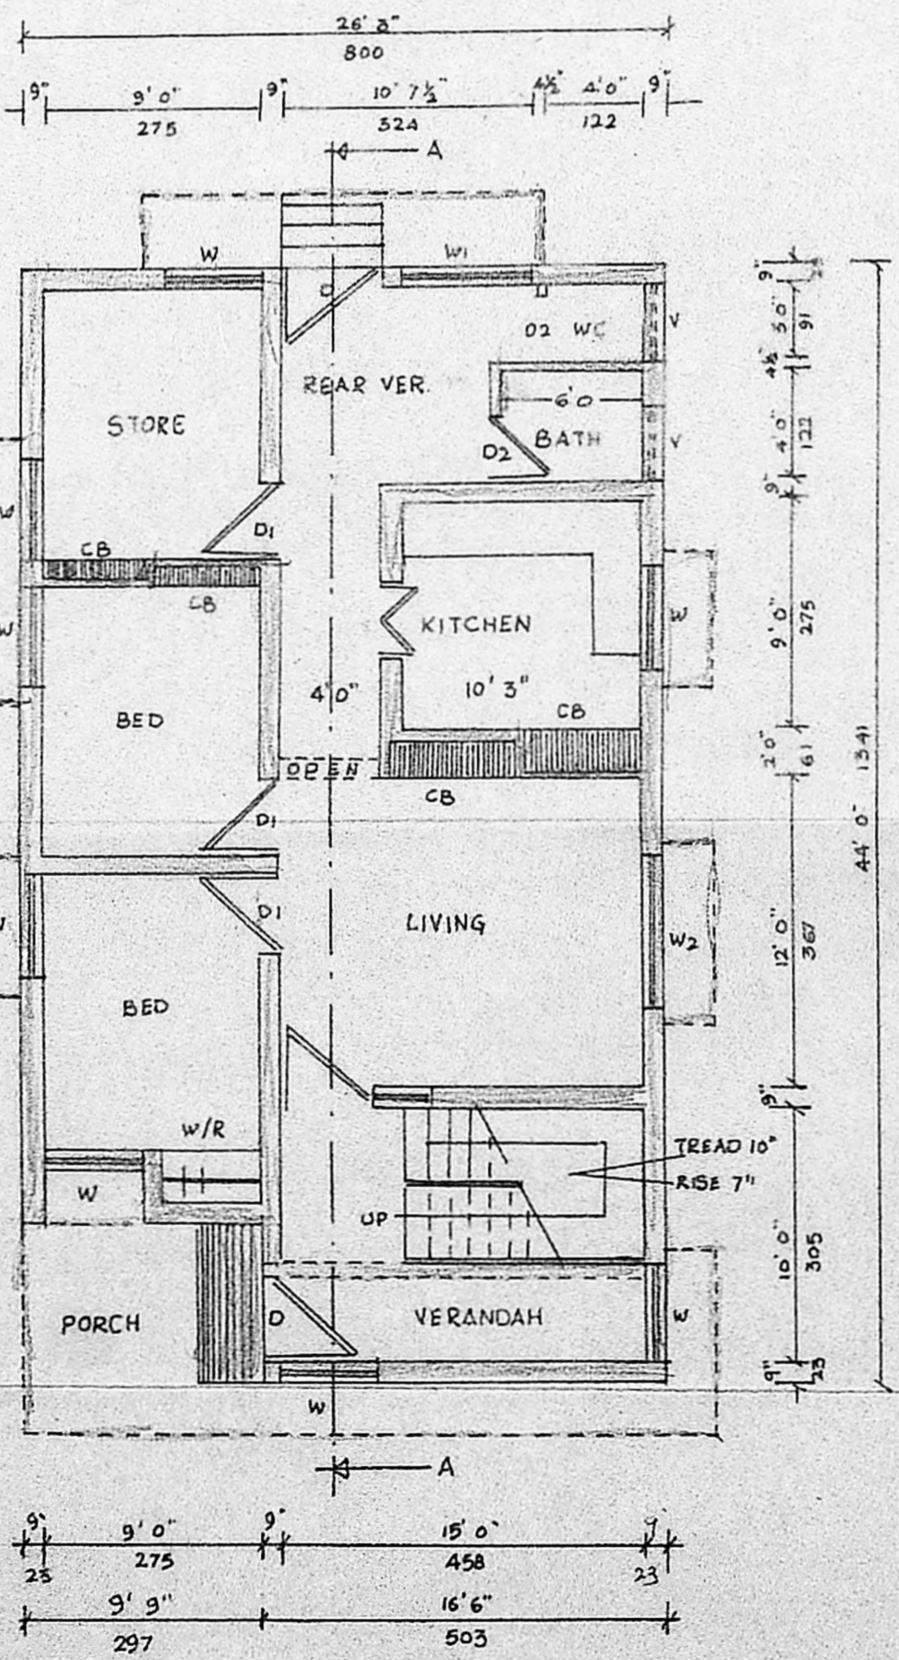 26' 3"
800
9" 9'0" 9" 10' 7½" 4½" 4'0" 9"
275 324 122
A
W W1
D D2 WC V
9"
3'0" 91
4½"
REAR VER.
6'0
STORE BATH
D2 V
4'0" 122
9"
D1
CB
CB
W
KITCHEN
W
9'0" 275
4'0" 10' 3"
CB
BED
OPEN
CB
2'0" 61
44' 0" 1341
D1
D1
LIVING
W2
12'0" 367
BED
9"
W/R
TREAD 10"
RISE 7"
W
UP
10'0" 305
PORCH D VERANDAH W
9" 23
W
A
9" 9'0" 9" 15'0" 9"
23 275 458 23
9' 9" 16'6"
297 503